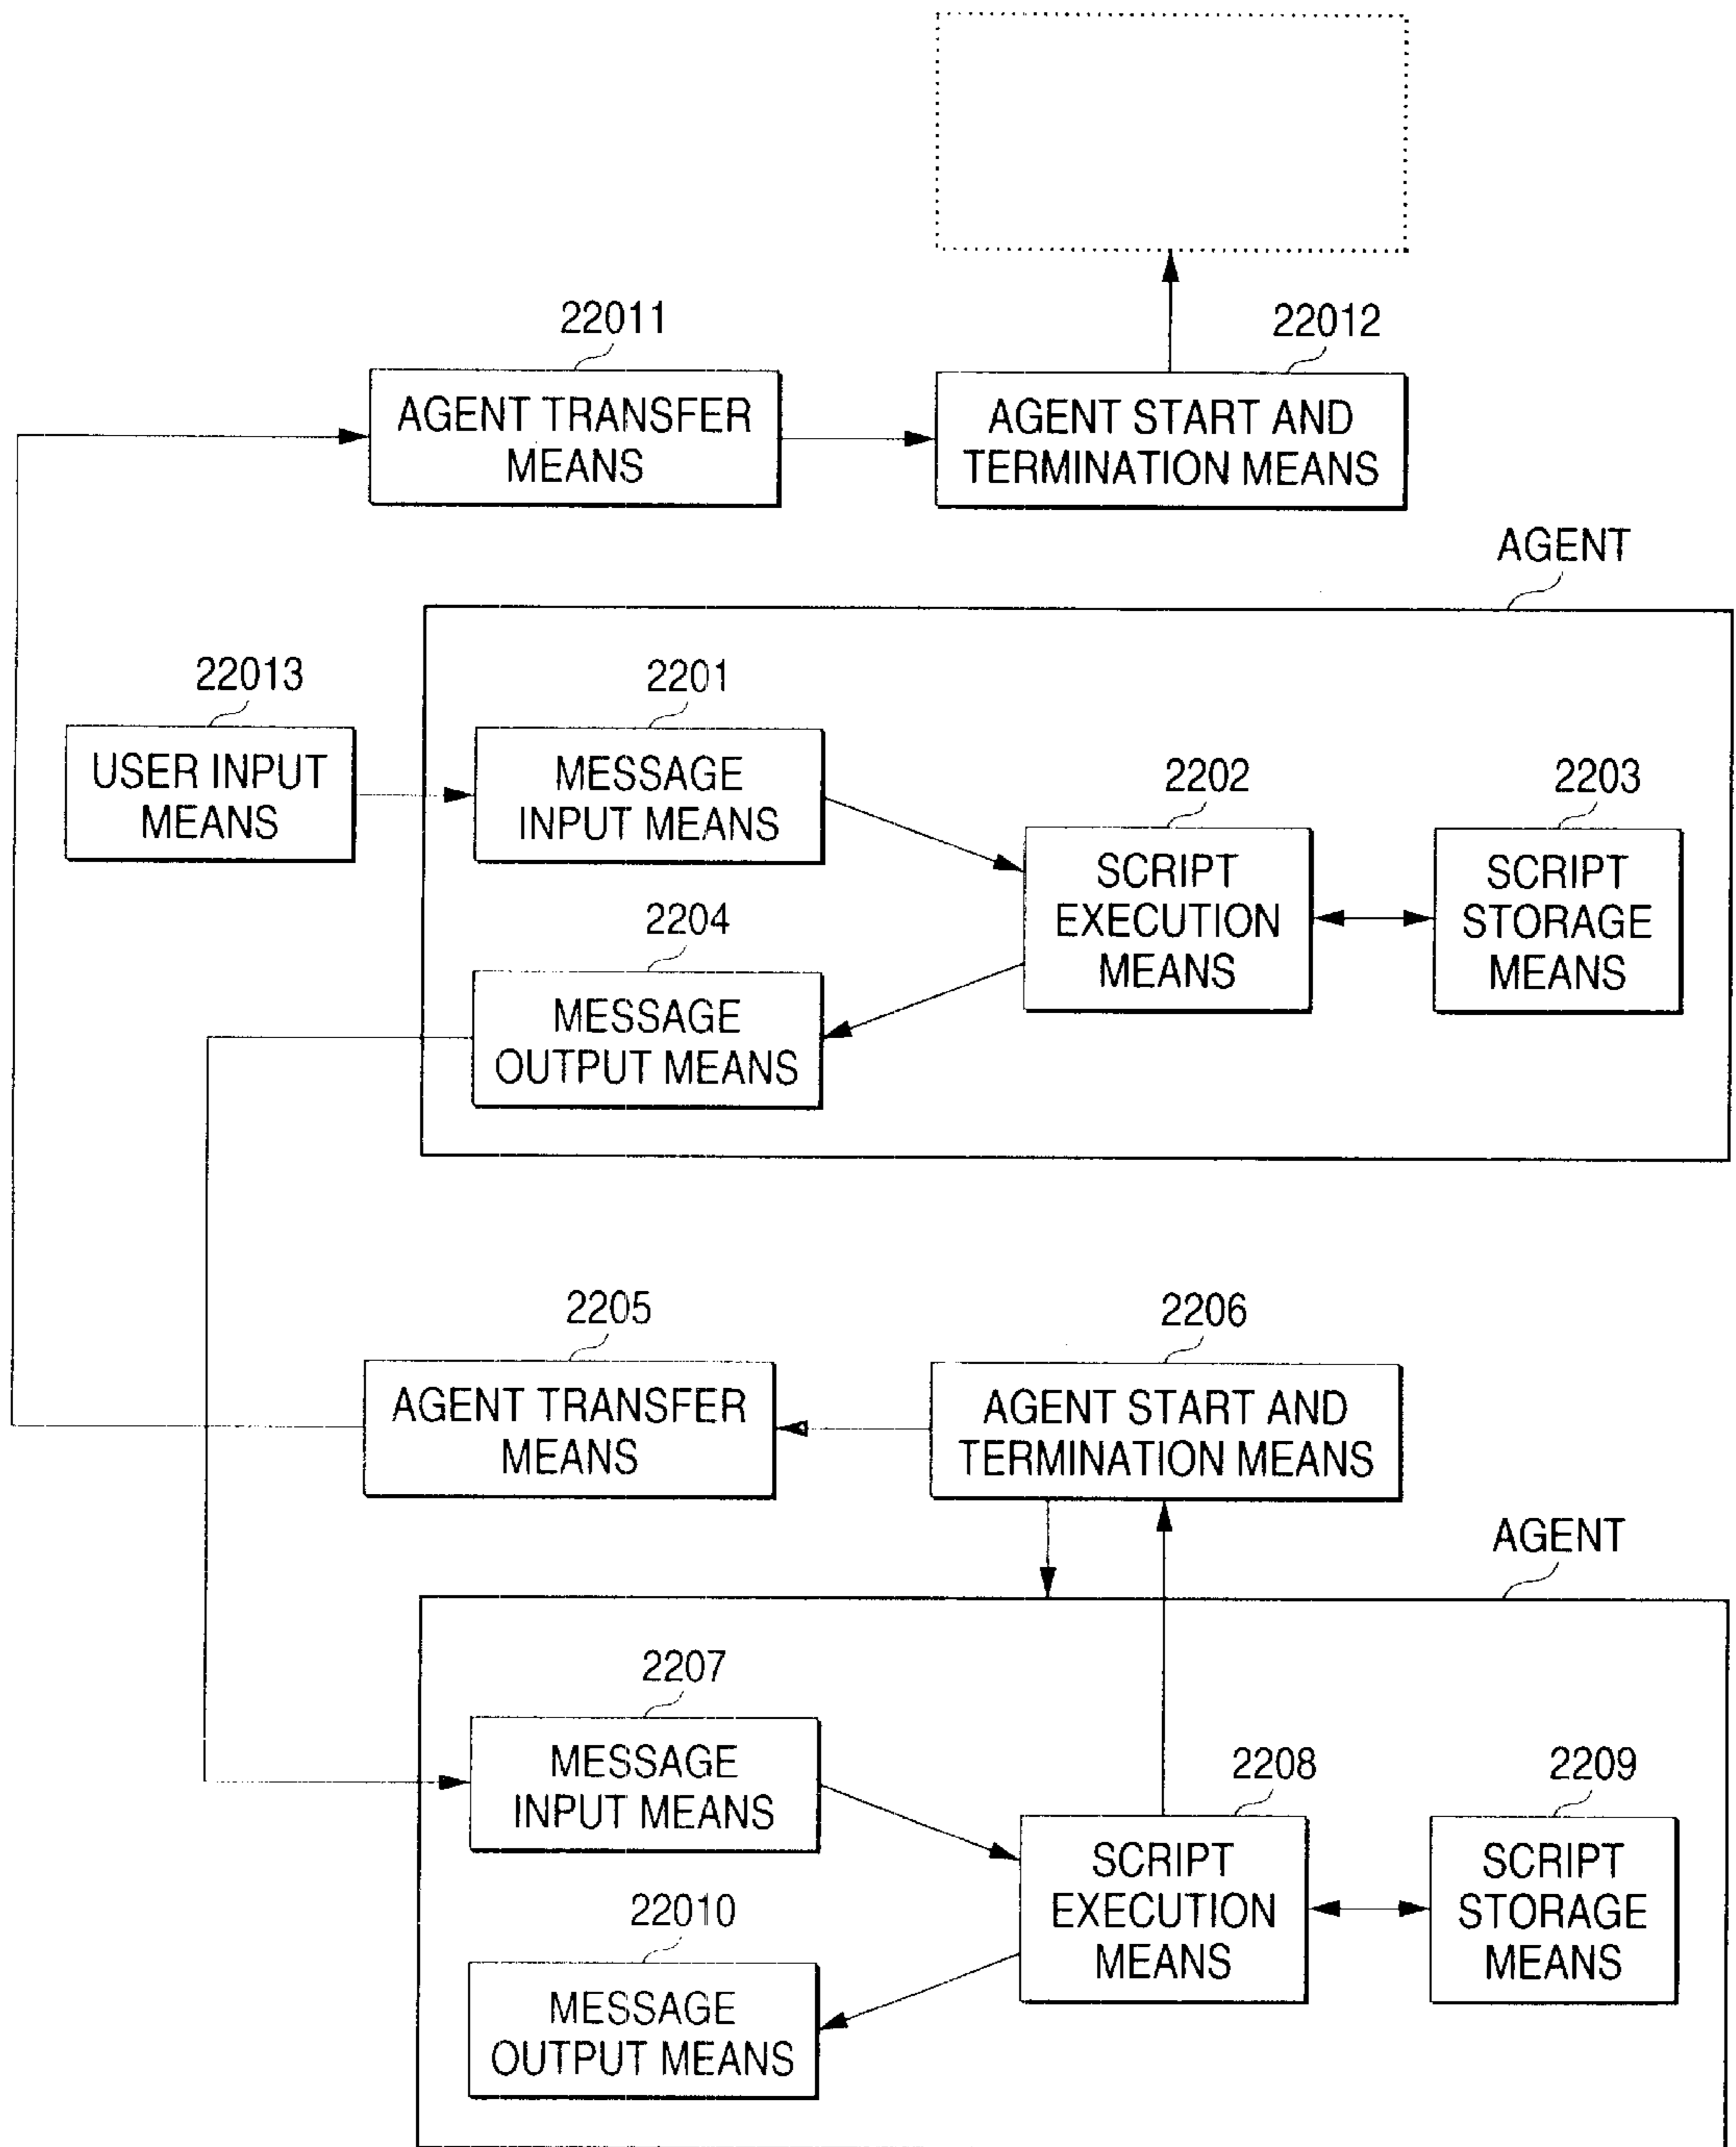 22011
AGENT TRANSFER
MEANS
22012
AGENT START AND
TERMINATION MEANS
AGENT
22013
USER INPUT
MEANS
2201
MESSAGE
INPUT MEANS
2202
SCRIPT
EXECUTION
MEANS
2203
SCRIPT
STORAGE
MEANS
2204
MESSAGE
OUTPUT MEANS
2205
AGENT TRANSFER
MEANS
2206
AGENT START AND
TERMINATION MEANS
AGENT
2207
MESSAGE
INPUT MEANS
2208
SCRIPT
EXECUTION
MEANS
2209
SCRIPT
STORAGE
MEANS
22010
MESSAGE
OUTPUT MEANS